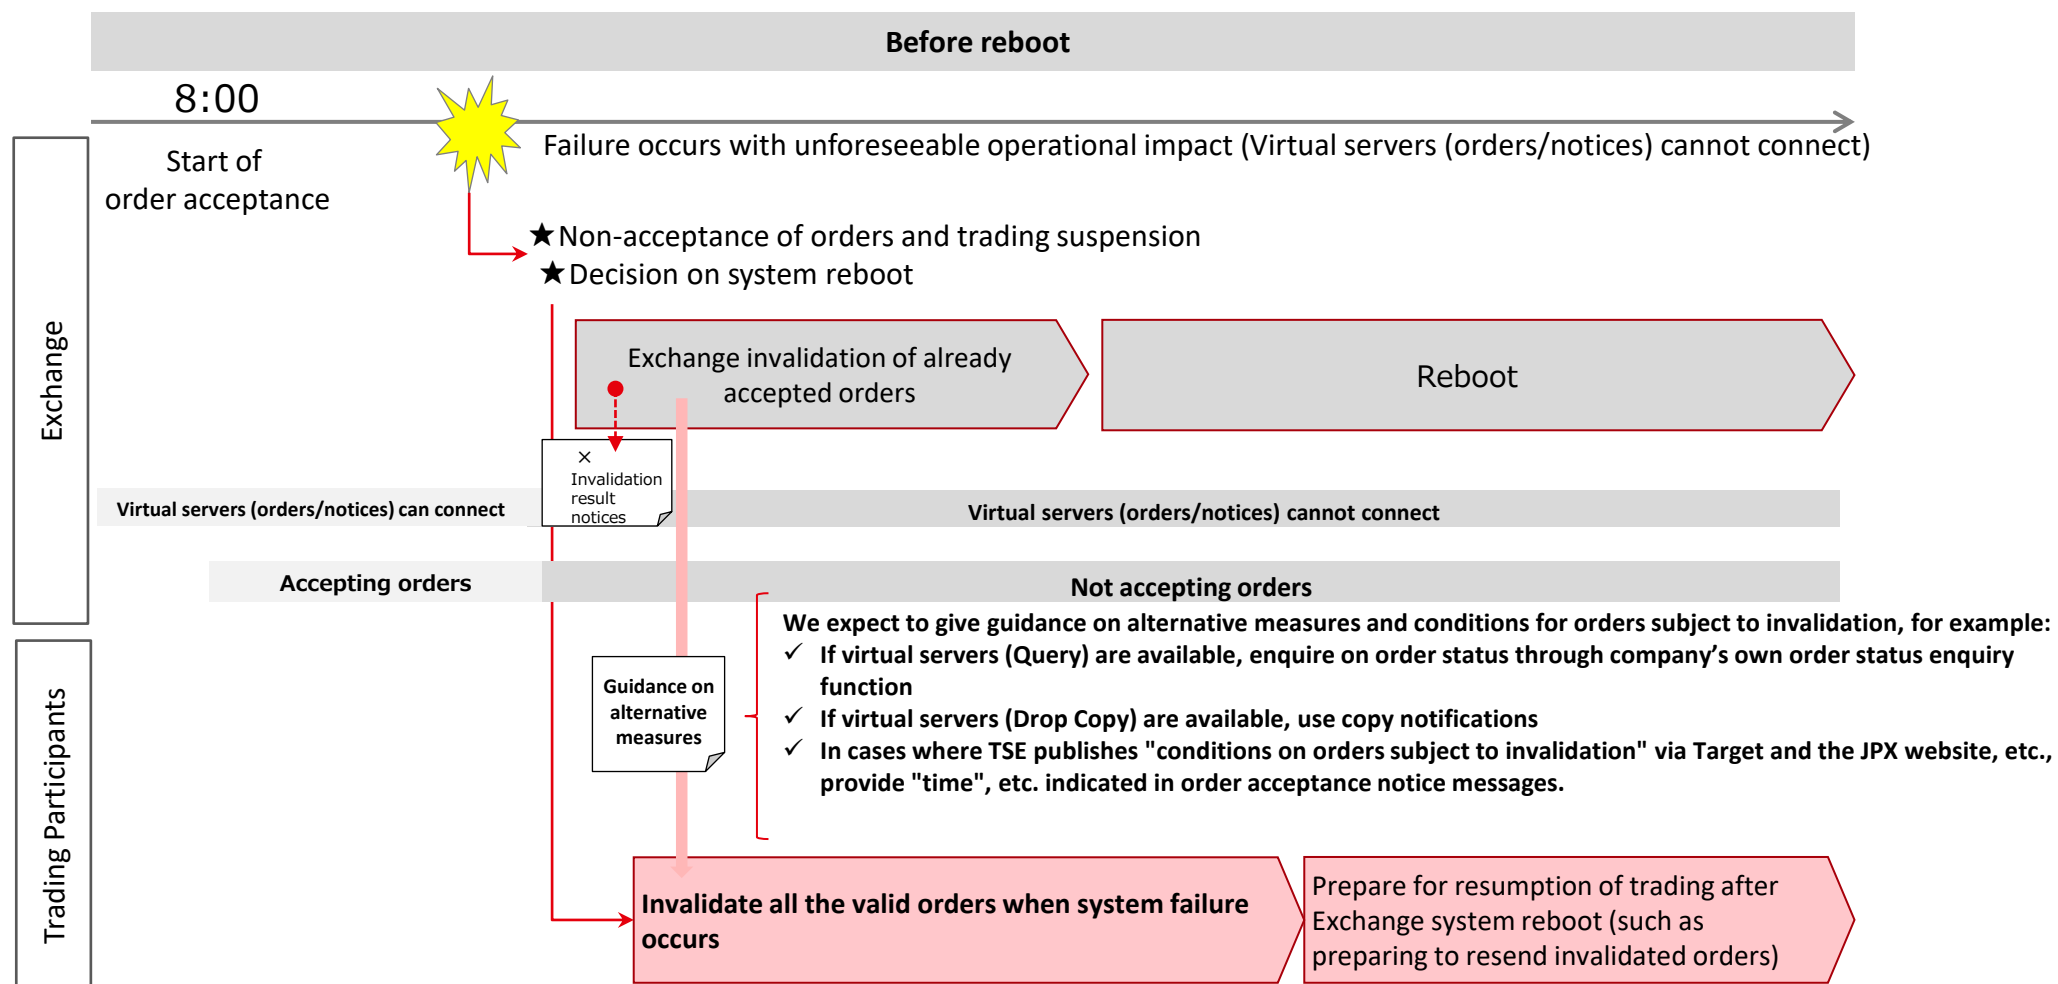 Before reboot
8:00
Start of
order acceptance
Failure occurs with unforeseeable operational impact (Virtual servers (orders/notices) cannot connect)
★Non-acceptance of orders and trading suspension
★Decision on system reboot
Exchange
Exchange invalidation of already
accepted orders
Reboot
×
Invalidation
result
notices
Virtual servers (orders/notices) can connect
Virtual servers (orders/notices) cannot connect
Accepting orders
Not accepting orders
Trading Participants
Guidance on
alternative
measures
We expect to give guidance on alternative measures and conditions for orders subject to invalidation, for example:
✓ If virtual servers (Query) are available, enquire on order status through company’s own order status enquiry
function
✓ If virtual servers (Drop Copy) are available, use copy notifications
✓ In cases where TSE publishes "conditions on orders subject to invalidation" via Target and the JPX website, etc.,
provide "time", etc. indicated in order acceptance notice messages.
Invalidate all the valid orders when system failure
occurs
Prepare for resumption of trading after
Exchange system reboot (such as
preparing to resend invalidated orders)